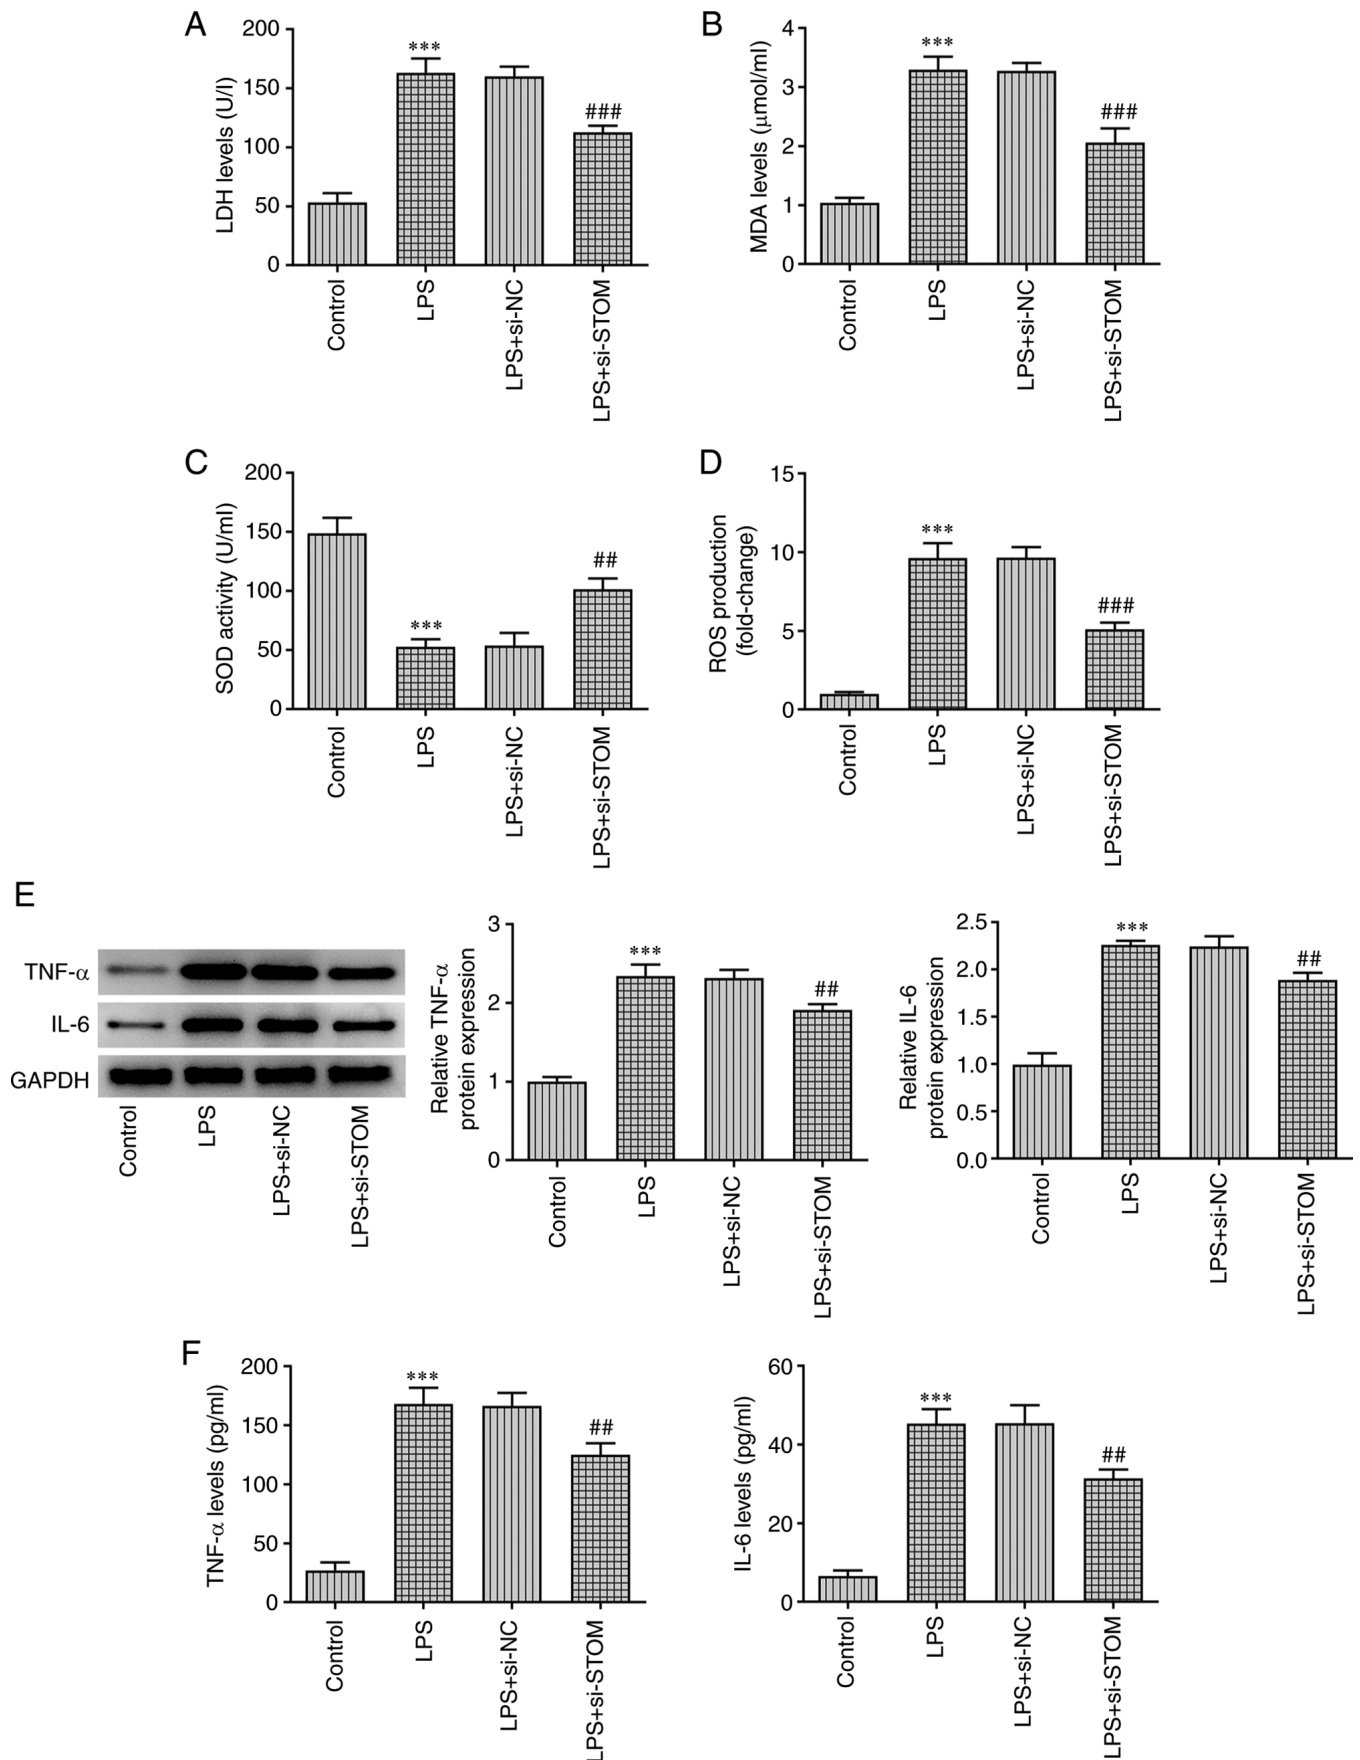 A
LDH levels (U/l)
200
150
100
50
0
***
###
Control
LPS
LPS+si-NC
LPS+si-STOM
B
MDA levels (μmol/ml)
4
3
2
1
0
***
###
Control
LPS
LPS+si-NC
LPS+si-STOM
C
SOD activity (U/ml)
200
150
100
50
0
***
##
Control
LPS
LPS+si-NC
LPS+si-STOM
D
ROS production
(fold-change)
15
10
5
0
***
###
Control
LPS
LPS+si-NC
LPS+si-STOM
E
TNF-α
IL-6
GAPDH
Control
LPS
LPS+si-NC
LPS+si-STOM
Relative TNF-α
protein expression
3
2
1
0
***
##
Control
LPS
LPS+si-NC
LPS+si-STOM
Relative IL-6
protein expression
2.5
2.0
1.5
1.0
0.5
0.0
***
##
Control
LPS
LPS+si-NC
LPS+si-STOM
F
TNF-α levels (pg/ml)
200
150
100
50
0
***
##
Control
LPS
LPS+si-NC
LPS+si-STOM
IL-6 levels (pg/ml)
60
40
20
0
***
##
Control
LPS
LPS+si-NC
LPS+si-STOM